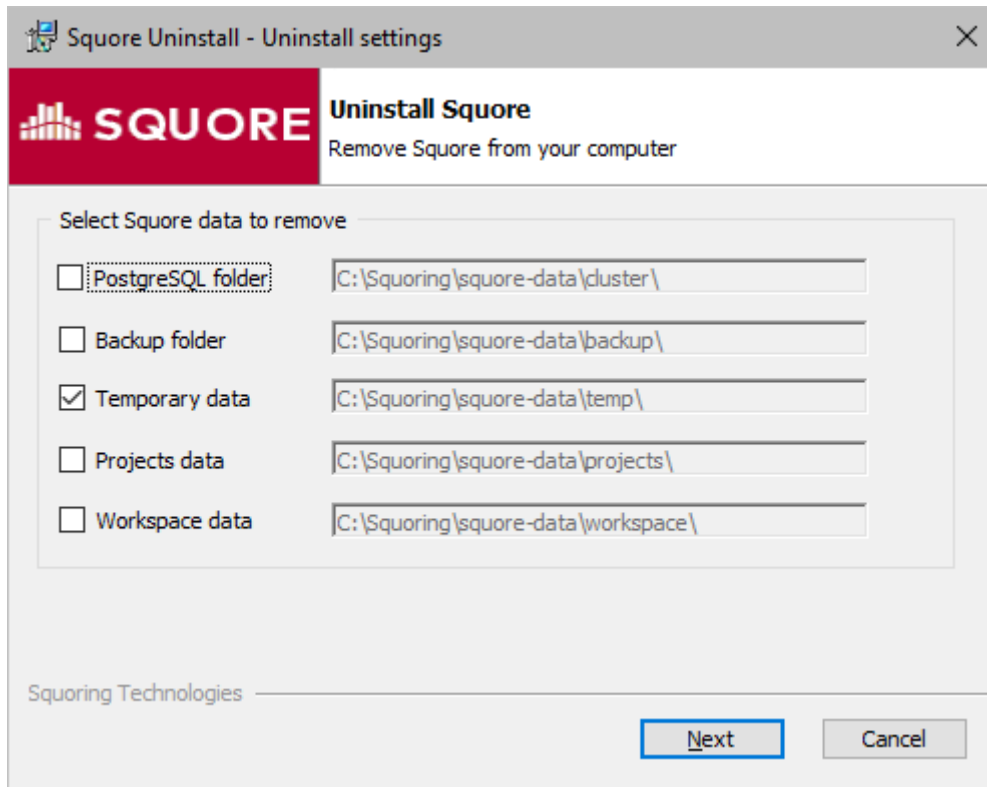 Squore Uninstall - Uninstall settings
SQUORE
Uninstall Squore
Remove Squore from your computer
Select Squore data to remove
PostgreSQL folder C:\Squoring\squore-data\cluster\
Backup folder C:\Squoring\squore-data\backup\
Temporary data C:\Squoring\squore-data\temp\
Projects data C:\Squoring\squore-data\projects\
Workspace data C:\Squoring\squore-data\workspace\
Squoring Technologies
Next Cancel